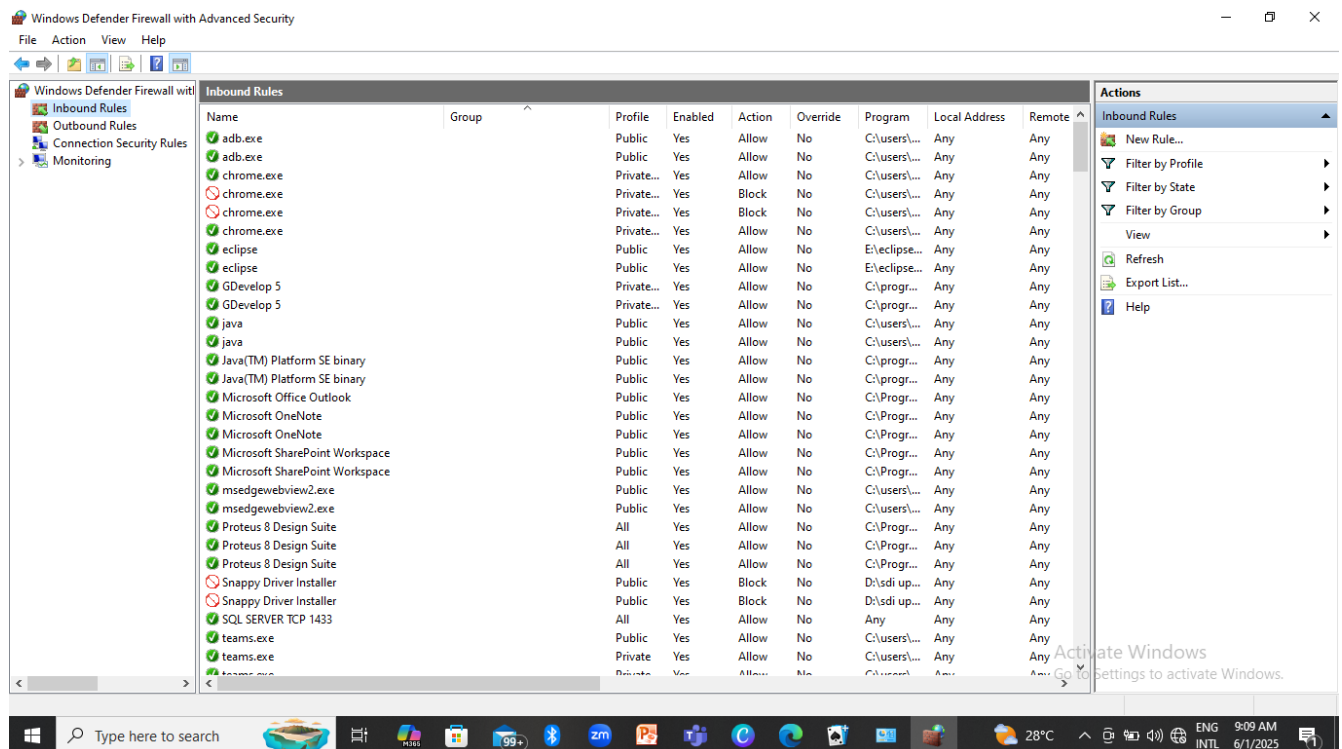 Windows Defender Firewall with Advanced Security
File Action View Help
Windows Defender Firewall witl
Inbound Rules
Outbound Rules
Connection Security Rules
Monitoring
Inbound Rules
Name Group Profile Enabled Action Override Program Local Address Remote
adb.exe Public Yes Allow No C:\users\... Any Any
adb.exe Public Yes Allow No C:\users\... Any Any
chrome.exe Private... Yes Allow No C:\users\... Any Any
chrome.exe Private... Yes Block No C:\users\... Any Any
chrome.exe Private... Yes Block No C:\users\... Any Any
chrome.exe Private... Yes Allow No C:\users\... Any Any
eclipse Public Yes Allow No E:\eclipse... Any Any
eclipse Public Yes Allow No E:\eclipse... Any Any
GDevelop 5 Private... Yes Allow No C:\progr... Any Any
GDevelop 5 Private... Yes Allow No C:\progr... Any Any
java Public Yes Allow No C:\users\... Any Any
java Public Yes Allow No C:\users\... Any Any
Java(TM) Platform SE binary Public Yes Allow No C:\progr... Any Any
Java(TM) Platform SE binary Public Yes Allow No C:\progr... Any Any
Microsoft Office Outlook Public Yes Allow No C:\Progr... Any Any
Microsoft OneNote Public Yes Allow No C:\Progr... Any Any
Microsoft OneNote Public Yes Allow No C:\Progr... Any Any
Microsoft SharePoint Workspace Public Yes Allow No C:\Progr... Any Any
Microsoft SharePoint Workspace Public Yes Allow No C:\Progr... Any Any
msedgewebview2.exe Public Yes Allow No C:\users\... Any Any
msedgewebview2.exe Public Yes Allow No C:\users\... Any Any
Proteus 8 Design Suite All Yes Allow No C:\Progr... Any Any
Proteus 8 Design Suite All Yes Allow No C:\Progr... Any Any
Proteus 8 Design Suite All Yes Allow No C:\Progr... Any Any
Snappy Driver Installer Public Yes Block No D:\sdi up... Any Any
Snappy Driver Installer Public Yes Block No D:\sdi up... Any Any
SQL SERVER TCP 1433 All Yes Allow No Any Any Any
teams.exe Public Yes Allow No C:\users\... Any Any
teams.exe Private Yes Allow No C:\users\... Any Any
teams.exe Private Yes Allow No C:\users\... Any Any
Actions
Inbound Rules
New Rule...
Filter by Profile
Filter by State
Filter by Group
View
Refresh
Export List...
Help
Activate Windows
Go to Settings to activate Windows.
Type here to search
M365
99+
zm
28°C
ENG
INTL
9:09 AM
6/1/2025
1